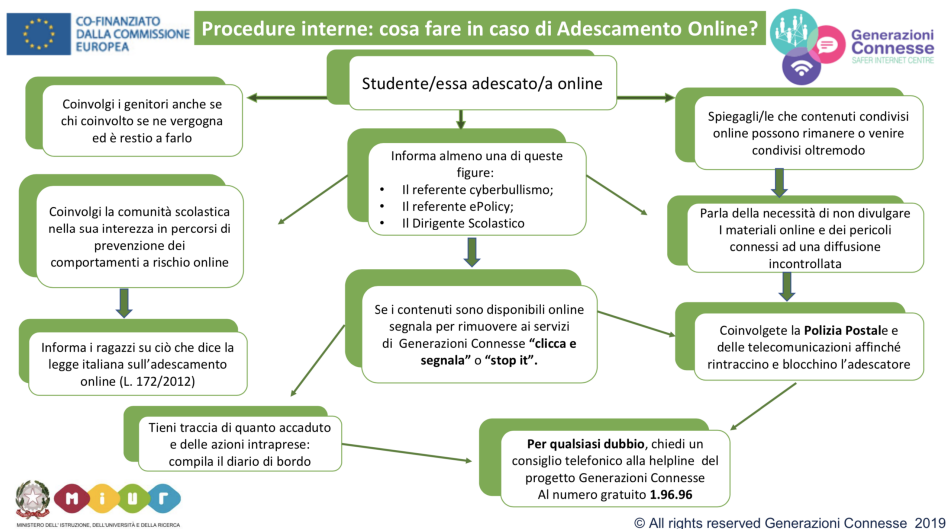 CO-FINANZIATO
DALLA COMMISSIONE
EUROPEA
Procedure interne: cosa fare in caso di Adescamento Online?
Generazioni
Connesse
SAFER INTERNET CENTRE
Studente/essa adescato/a online
Coinvolgi i genitori anche se
chi coinvolto se ne vergogna
ed è restio a farlo
Informa almeno una di queste
figure:
• Il referente cyberbullismo;
• Il referente ePolicy;
• Il Dirigente Scolastico
Spiegagli/le che contenuti condivisi
online possono rimanere o venire
condivisi oltremodo
Coinvolgi la comunità scolastica
nella sua interezza in percorsi di
prevenzione dei
comportamenti a rischio online
Parla della necessità di non divulgare
I materiali online e dei pericoli
connessi ad una diffusione
incontrollata
Se i contenuti sono disponibili online
segnala per rimuovere ai servizi
di Generazioni Connesse “clicca e
segnala” o “stop it”.
Informa i ragazzi su ciò che dice la
legge italiana sull’adescamento
online (L. 172/2012)
Coinvolgete la Polizia Postale e
delle telecomunicazioni affinché
rintraccino e blocchino l’adescatore
Tieni traccia di quanto accaduto
e delle azioni intraprese:
compila il diario di bordo
Per qualsiasi dubbio, chiedi un
consiglio telefonico alla helpline del
progetto Generazioni Connesse
Al numero gratuito 1.96.96
miur
MINISTERO DELL' ISTRUZIONE, DELL'UNIVERSITÀ E DELLA RICERCA
© All rights reserved Generazioni Connesse 2019